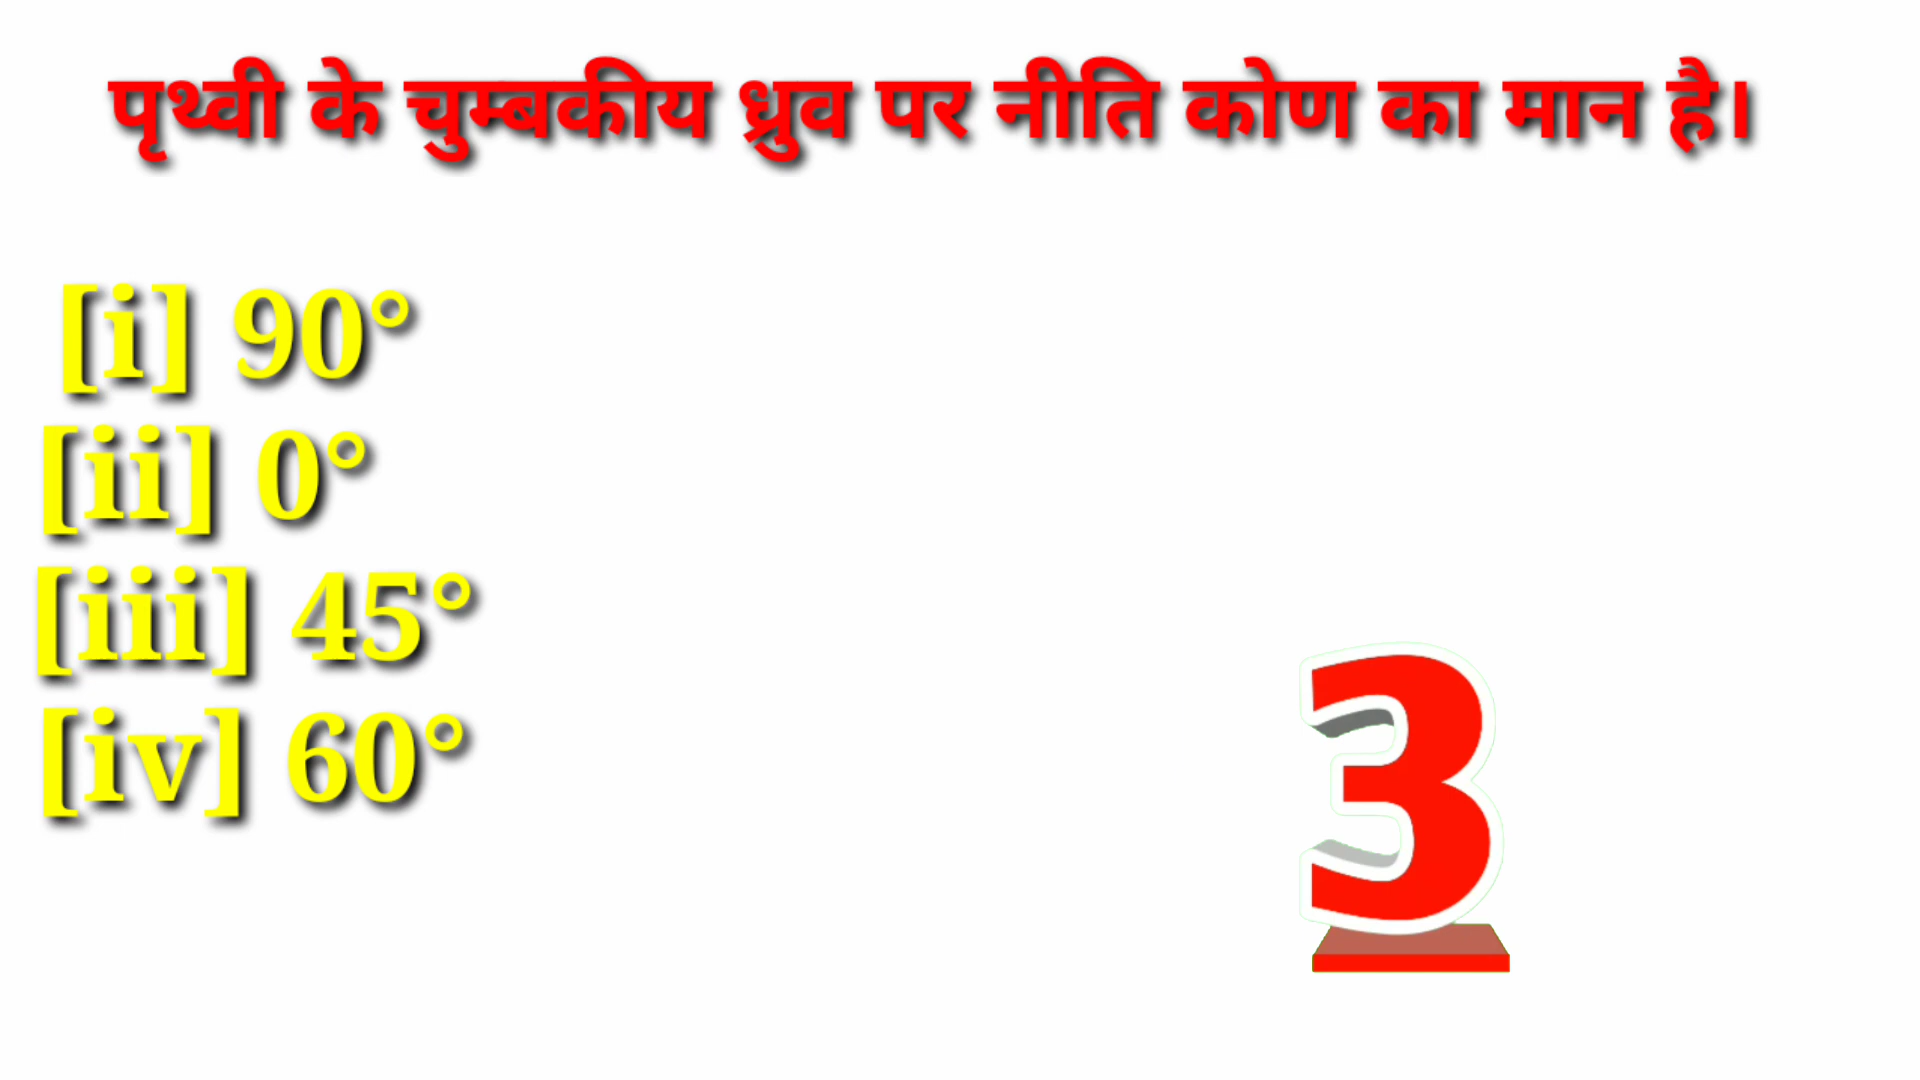 पृथ्वी के चुम्बकीय ध्रुव पर नीति कोण का मान है।
[i] 90°
[ii] 0°
[iii] 45°
[iv] 60°
3